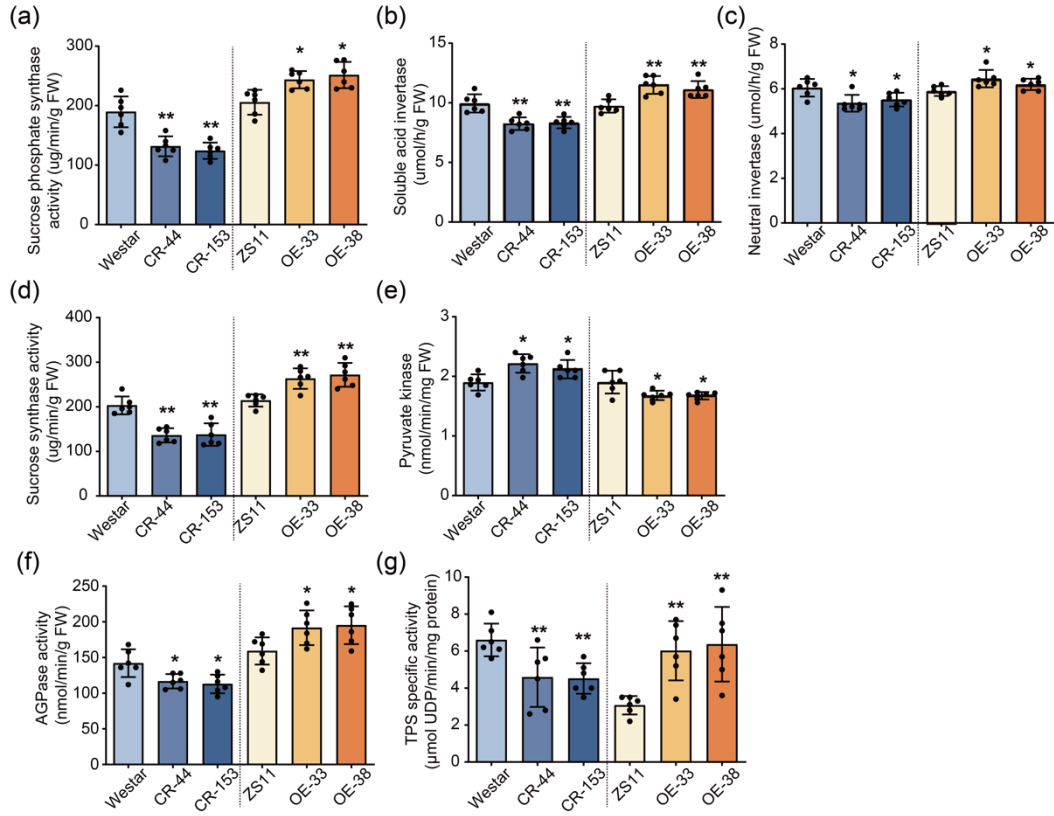 (a)
Sucrose phosphate synthase
activity (ug/min/g FW)
300
200
100
0
** ** * *
Westar CR-44 CR-153 ZS11 OE-33 OE-38
(b)
Soluble acid invertase
(umol/h/g FW)
15
10
5
0
** ** ** **
Westar CR-44 CR-153 ZS11 OE-33 OE-38
(c)
Neutral invertase (umol/h/g FW)
8
6
4
2
0
* * * *
Westar CR-44 CR-153 ZS11 OE-33 OE-38
(d)
Sucrose synthase activity
(ug/min/g FW)
400
300
200
100
0
** ** ** **
Westar CR-44 CR-153 ZS11 OE-33 OE-38
(e)
Pyruvate kinase
(nmol/min/mg FW)
3
2
1
0
* * * *
Westar CR-44 CR-153 ZS11 OE-33 OE-38
(f)
AGPase activity
(nmol/min/g FW)
250
200
150
100
50
0
* * * *
Westar CR-44 CR-153 ZS11 OE-33 OE-38
(g)
TPS specific activity
(μmol UDP/min/mg protein)
10
8
6
4
2
0
** ** ** **
Westar CR-44 CR-153 ZS11 OE-33 OE-38